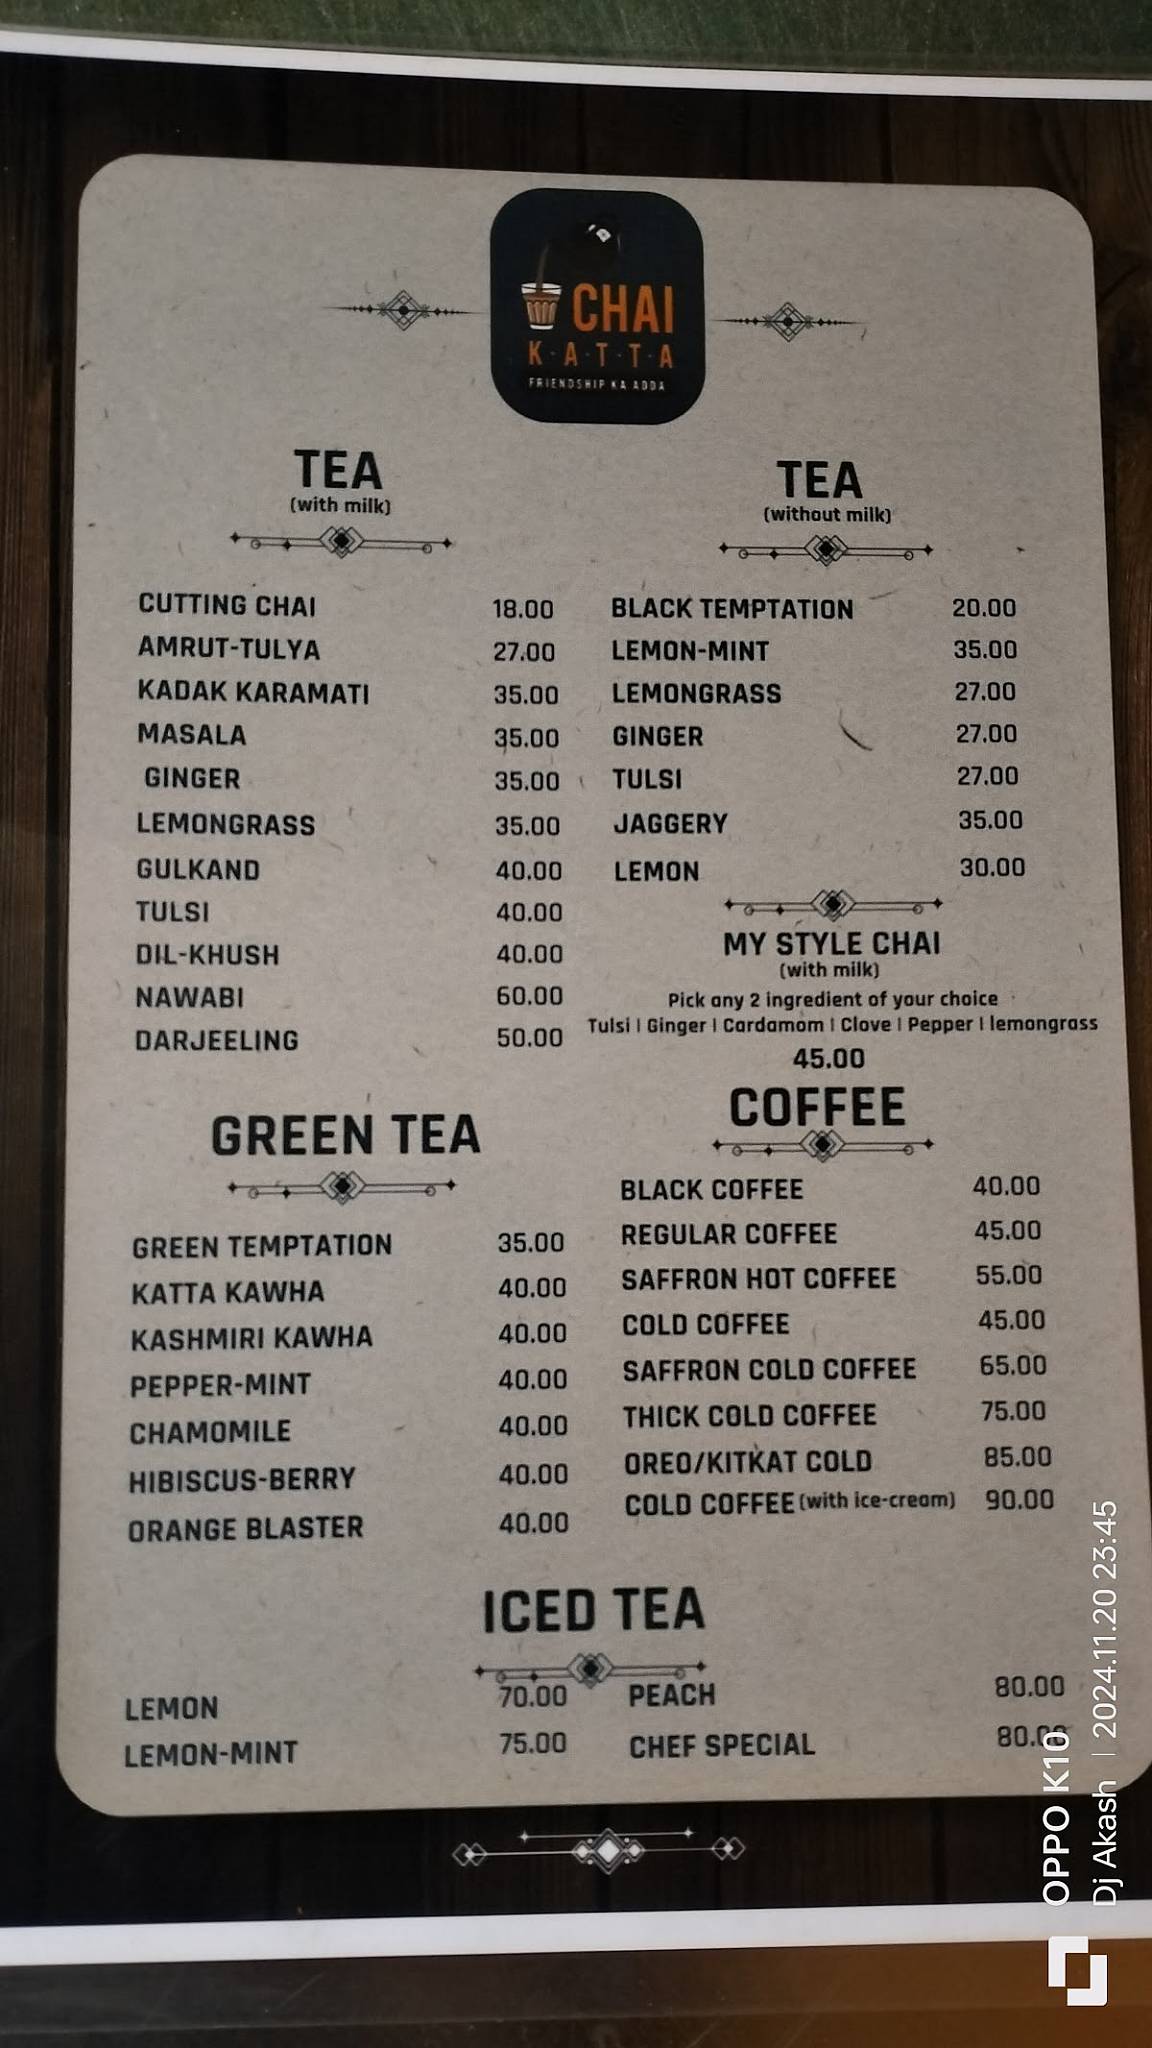 CHAI
K·A·T·T·A
FRIENDSHIP KA ADDA
TEA
(with milk)
CUTTING CHAI 18.00
AMRUT-TULYA 27.00
KADAK KARAMATI 35.00
MASALA 35.00
GINGER 35.00
LEMONGRASS 35.00
GULKAND 40.00
TULSI 40.00
DIL-KHUSH 40.00
NAWABI 60.00
DARJEELING 50.00
TEA
(without milk)
BLACK TEMPTATION 20.00
LEMON-MINT 35.00
LEMONGRASS 27.00
GINGER 27.00
TULSI 27.00
JAGGERY 35.00
LEMON 30.00
MY STYLE CHAI
(with milk)
Pick any 2 ingredient of your choice
Tulsi | Ginger | Cardamom | Clove | Pepper | lemongrass
45.00
GREEN TEA
GREEN TEMPTATION 35.00
KATTA KAWHA 40.00
KASHMIRI KAWHA 40.00
PEPPER-MINT 40.00
CHAMOMILE 40.00
HIBISCUS-BERRY 40.00
ORANGE BLASTER 40.00
COFFEE
BLACK COFFEE 40.00
REGULAR COFFEE 45.00
SAFFRON HOT COFFEE 55.00
COLD COFFEE 45.00
SAFFRON COLD COFFEE 65.00
THICK COLD COFFEE 75.00
OREO/KITKAT COLD 85.00
COLD COFFEE (with ice-cream) 90.00
ICED TEA
LEMON 70.00
LEMON-MINT 75.00
PEACH 80.00
CHEF SPECIAL 80.00
OPPO K10
Dj Akash | 2024.11.20 23:45